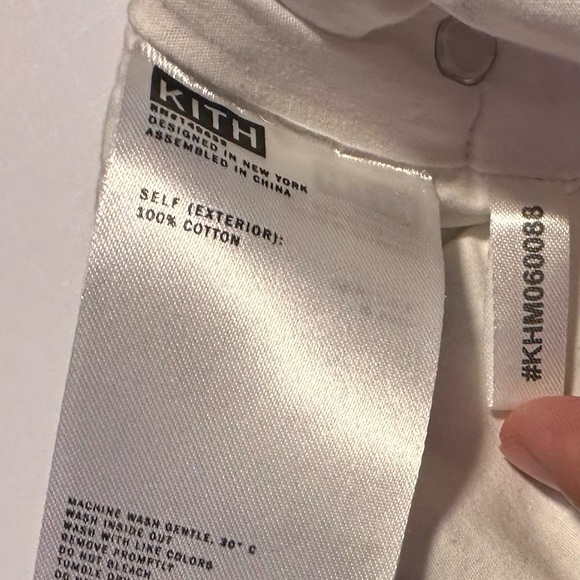 KITH
DESIGNED IN NEW YORK
ASSEMBLED IN CHINA
SELF (EXTERIOR):
100% COTTON
#KHM060088
MACHINE WASH GENTLE, 30° C
WASH INSIDE OUT
WASH WITH LIKE COLORS
REMOVE PROMPTLY
DO NOT BLEACH
TUMBLE